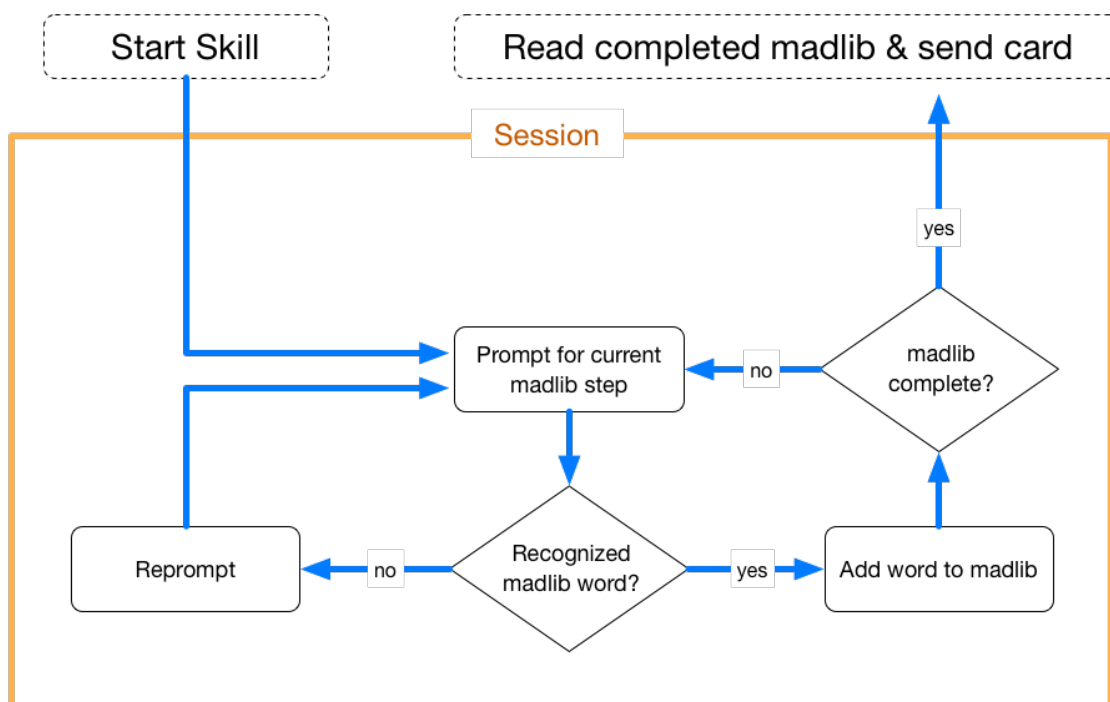 Start Skill
Read completed madlib & send card
Session
yes
Prompt for current
madlib step
no
madlib
complete?
Reprompt
no
Recognized
madlib word?
yes
Add word to madlib